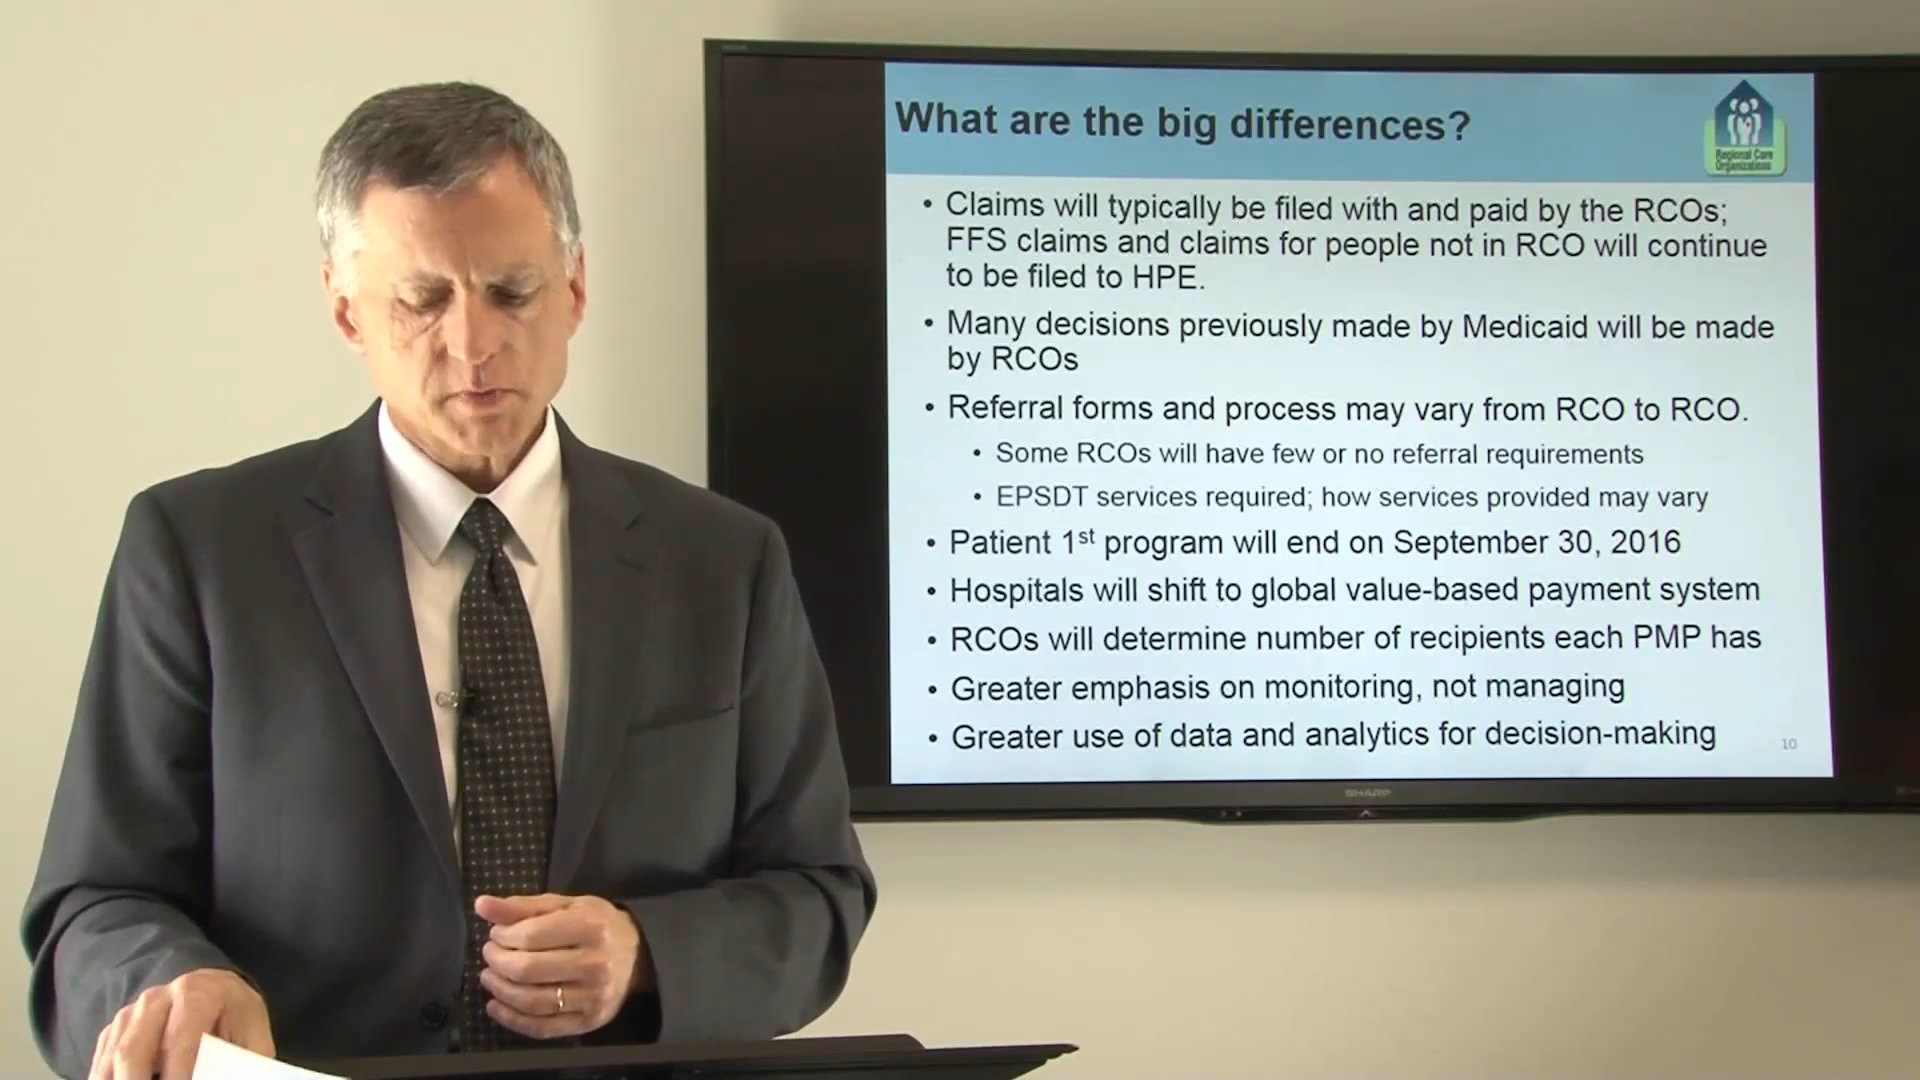 What are the big differences?
Regional Care
Organizations
• Claims will typically be filed with and paid by the RCOs;
FFS claims and claims for people not in RCO will continue
to be filed to HPE.
• Many decisions previously made by Medicaid will be made
by RCOs
• Referral forms and process may vary from RCO to RCO.
• Some RCOs will have few or no referral requirements
• EPSDT services required; how services provided may vary
• Patient 1st program will end on September 30, 2016
• Hospitals will shift to global value-based payment system
• RCOs will determine number of recipients each PMP has
• Greater emphasis on monitoring, not managing
• Greater use of data and analytics for decision-making
10
SHARP